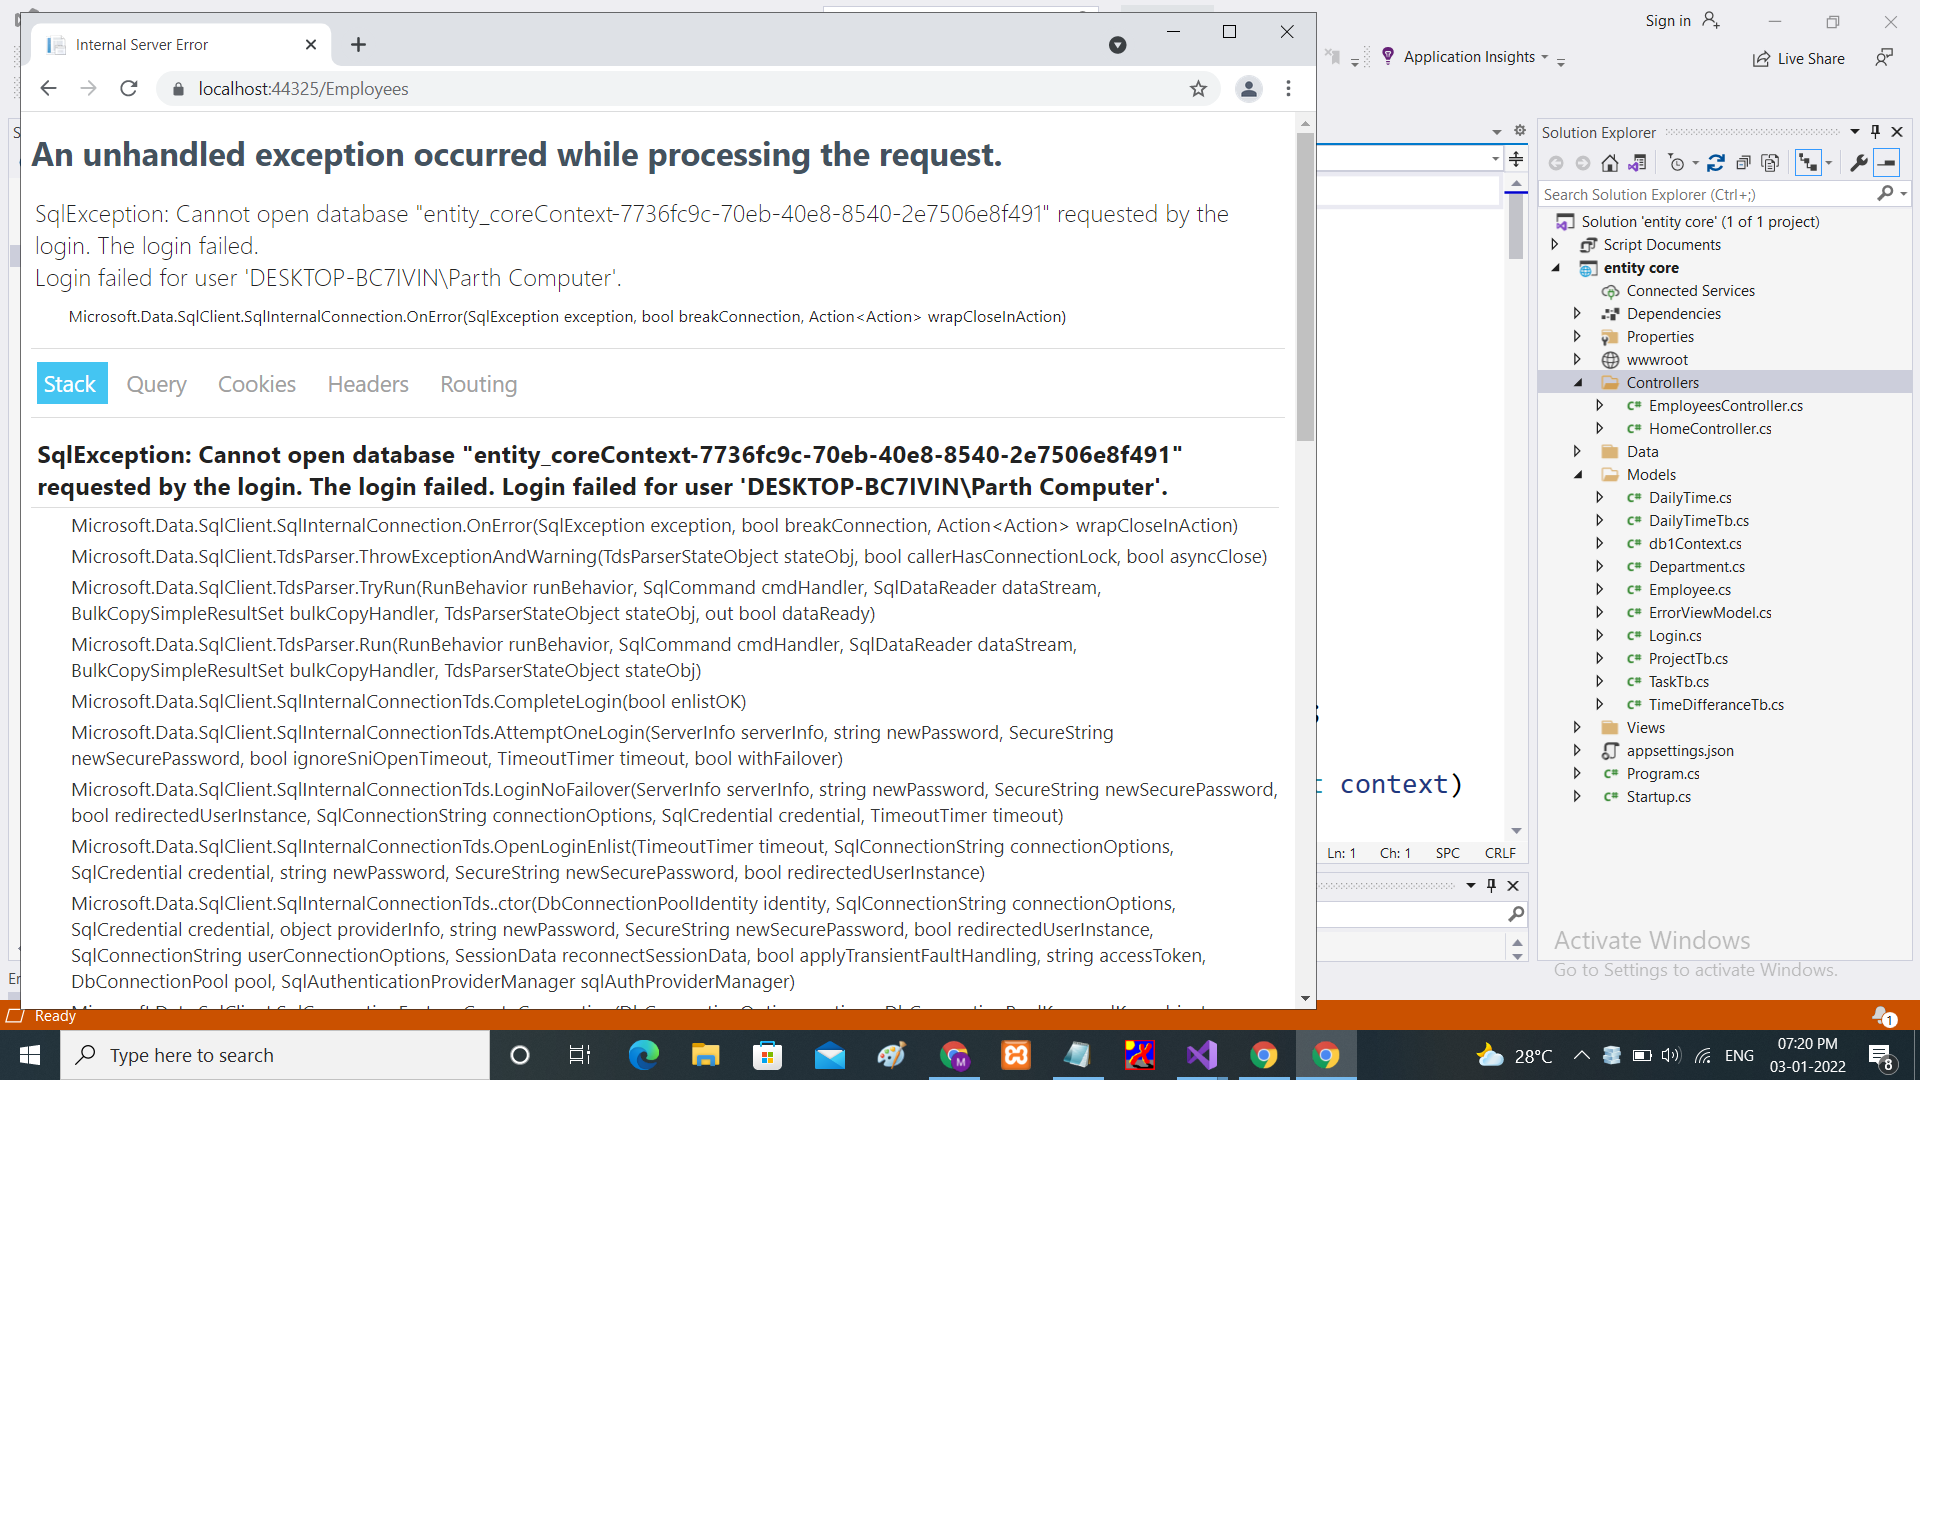 Internal Server Error
localhost:44325/Employees
An unhandled exception occurred while processing the request.
SqlException: Cannot open database "entity_coreContext-7736fc9c-70eb-40e8-8540-2e7506e8f491" requested by the
login. The login failed.
Login failed for user 'DESKTOP-BC7IVIN\Parth Computer'.
Microsoft.Data.SqlClient.SqlInternalConnection.OnError(SqlException exception, bool breakConnection, Action<Action> wrapCloseInAction)
Stack Query Cookies Headers Routing
SqlException: Cannot open database "entity_coreContext-7736fc9c-70eb-40e8-8540-2e7506e8f491"
requested by the login. The login failed. Login failed for user 'DESKTOP-BC7IVIN\Parth Computer'.
Microsoft.Data.SqlClient.SqlInternalConnection.OnError(SqlException exception, bool breakConnection, Action<Action> wrapCloseInAction)
Microsoft.Data.SqlClient.TdsParser.ThrowExceptionAndWarning(TdsParserStateObject stateObj, bool callerHasConnectionLock, bool asyncClose)
Microsoft.Data.SqlClient.TdsParser.TryRun(RunBehavior runBehavior, SqlCommand cmdHandler, SqlDataReader dataStream,
BulkCopySimpleResultSet bulkCopyHandler, TdsParserStateObject stateObj, out bool dataReady)
Microsoft.Data.SqlClient.TdsParser.Run(RunBehavior runBehavior, SqlCommand cmdHandler, SqlDataReader dataStream,
BulkCopySimpleResultSet bulkCopyHandler, TdsParserStateObject stateObj)
Microsoft.Data.SqlClient.SqlInternalConnectionTds.CompleteLogin(bool enlistOK)
Microsoft.Data.SqlClient.SqlInternalConnectionTds.AttemptOneLogin(ServerInfo serverInfo, string newPassword, SecureString
newSecurePassword, bool ignoreSniOpenTimeout, TimeoutTimer timeout, bool withFailover)
Microsoft.Data.SqlClient.SqlInternalConnectionTds.LoginNoFailover(ServerInfo serverInfo, string newPassword, SecureString newSecurePassword,
bool redirectedUserInstance, SqlConnectionString connectionOptions, SqlCredential credential, TimeoutTimer timeout)
Microsoft.Data.SqlClient.SqlInternalConnectionTds.OpenLoginEnlist(TimeoutTimer timeout, SqlConnectionString connectionOptions,
SqlCredential credential, string newPassword, SecureString newSecurePassword, bool redirectedUserInstance)
Microsoft.Data.SqlClient.SqlInternalConnectionTds..ctor(DbConnectionPoolIdentity identity, SqlConnectionString connectionOptions,
SqlCredential credential, object providerInfo, string newPassword, SecureString newSecurePassword, bool redirectedUserInstance,
SqlConnectionString userConnectionOptions, SessionData reconnectSessionData, bool applyTransientFaultHandling, string accessToken,
DbConnectionPool pool, SqlAuthenticationProviderManager sqlAuthProviderManager)
Sign in
Application Insights
Live Share
context)
Ln: 1 Ch: 1 SPC CRLF
Solution Explorer
Search Solution Explorer (Ctrl+;)
Solution 'entity core' (1 of 1 project)
Script Documents
entity core
Connected Services
Dependencies
Properties
wwwroot
Controllers
C# EmployeesController.cs
C# HomeController.cs
Data
Models
C# DailyTime.cs
C# DailyTimeTb.cs
C# db1Context.cs
C# Department.cs
C# Employee.cs
C# ErrorViewModel.cs
C# Login.cs
C# ProjectTb.cs
C# TaskTb.cs
C# TimeDifferanceTb.cs
Views
appsettings.json
C# Program.cs
C# Startup.cs
Activate Windows
Go to Settings to activate Windows.
Ready
1
Type here to search
M
28°C
ENG
07:20 PM
03-01-2022
8